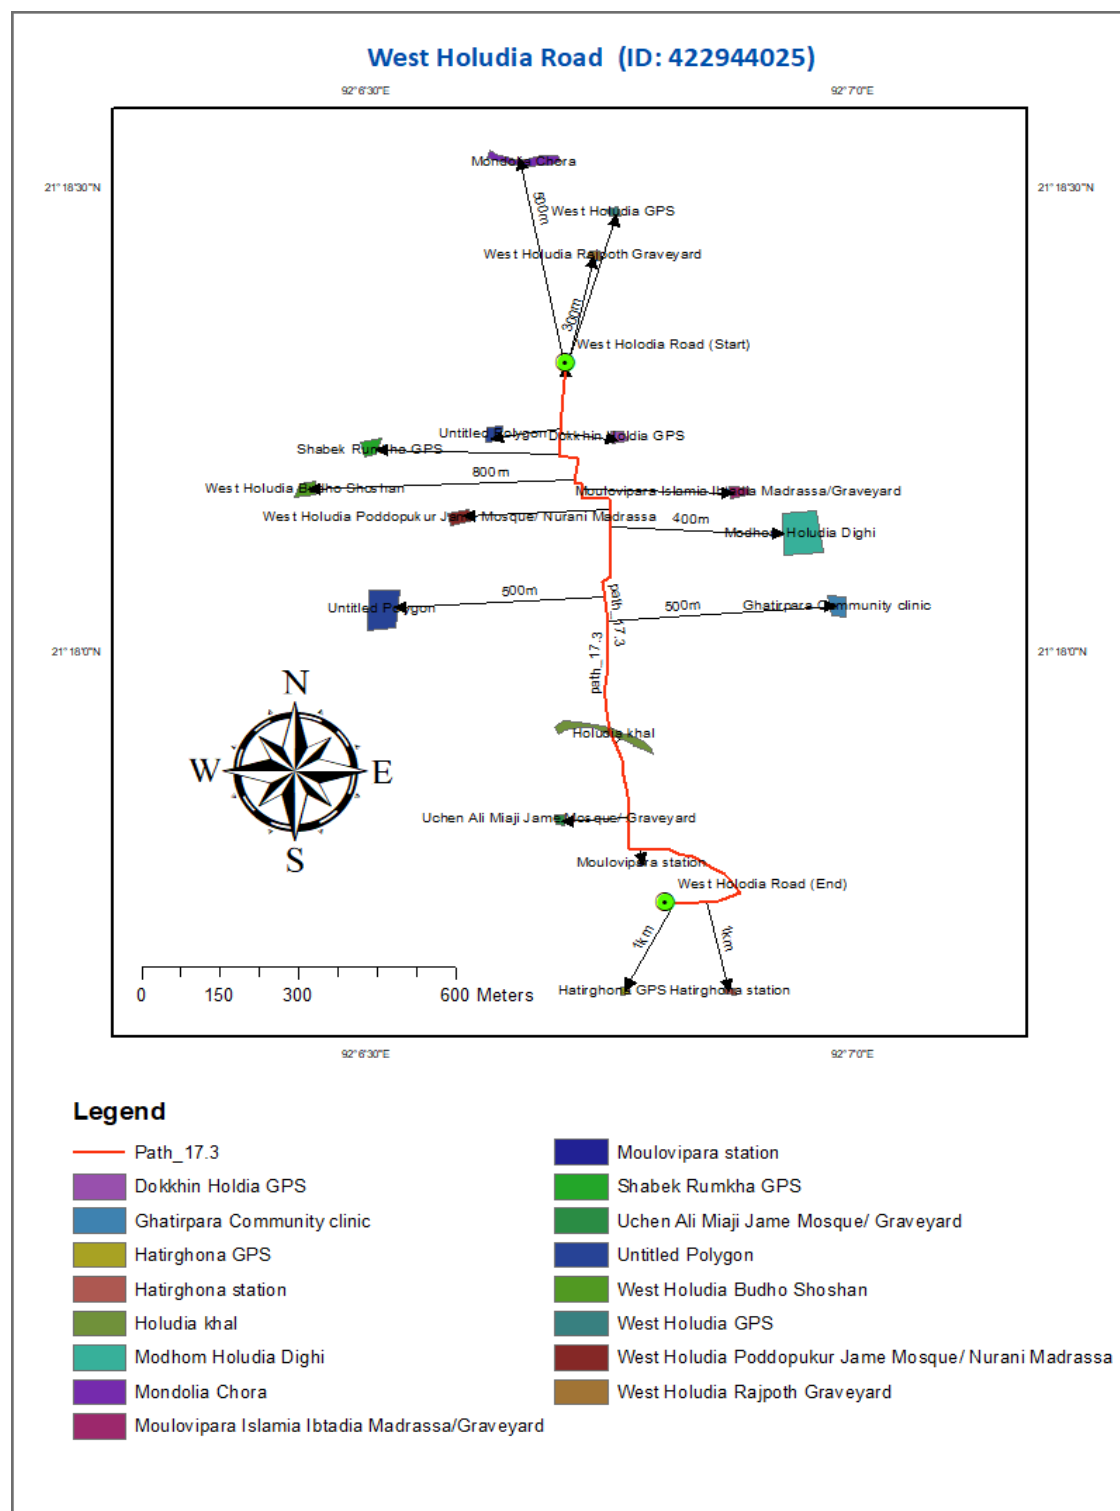 West Holudia Road (ID: 422944025)
92°6'30"E
92°7'0"E
21°18'30"N
21°18'30"N
Mondolia Chora
500m
West Holudia GPS
West Holudia Rajpoth Graveyard
300m
West Holodia Road (Start)
Untitled Polygon
Dokkhin Holdia GPS
Shabek Rumkha GPS
800m
West Holudia Budho Shoshan
Moulovipara Islamia Ibtadia Madrassa/Graveyard
West Holudia Poddopukur Jame Mosque/ Nurani Madrassa
400m
Modhom Holudia Dighi
500m
Untitled Polygon
path_17.3
500m
Ghatirpara Community clinic
path_17.3
21°18'0"N
21°18'0"N
N
W
E
S
Holudia khal
Uchen Ali Miaji Jame Mosque/ Graveyard
Moulovipara station
West Holodia Road (End)
1km
1km
Hatirghona GPS
Hatirghona station
0 150 300 600 Meters
92°6'30"E
92°7'0"E
Legend
Path_17.3
Dokkhin Holdia GPS
Ghatirpara Community clinic
Hatirghona GPS
Hatirghona station
Holudia khal
Modhom Holudia Dighi
Mondolia Chora
Moulovipara Islamia Ibtadia Madrassa/Graveyard
Moulovipara station
Shabek Rumkha GPS
Uchen Ali Miaji Jame Mosque/ Graveyard
Untitled Polygon
West Holudia Budho Shoshan
West Holudia GPS
West Holudia Poddopukur Jame Mosque/ Nurani Madrassa
West Holudia Rajpoth Graveyard